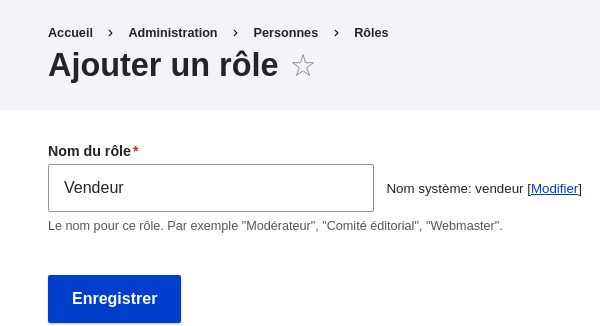 Accueil > Administration > Personnes > Rôles
Ajouter un rôle ☆
Nom du rôle*
Vendeur
Nom système: vendeur [Modifier]
Le nom pour ce rôle. Par exemple "Modérateur", "Comité éditorial", "Webmaster".
Enregistrer